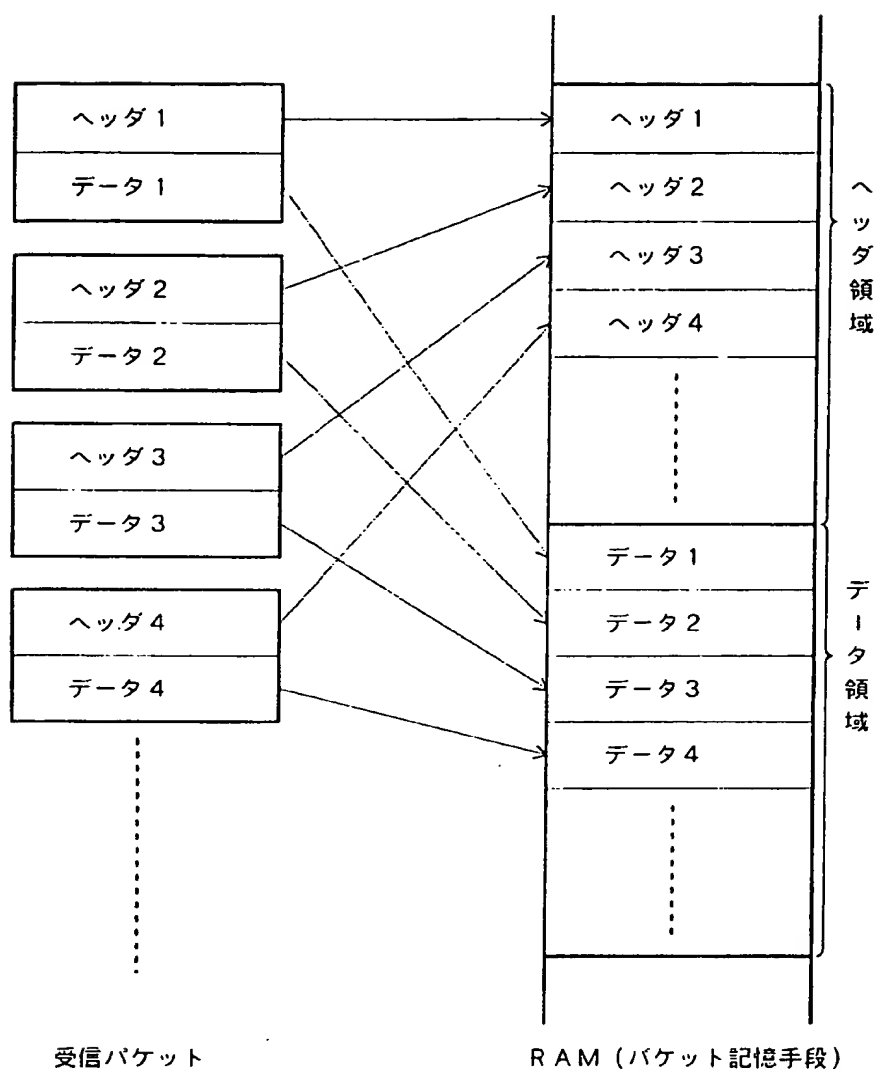 ヘッダ1
データ1
ヘッダ2
データ2
ヘッダ3
データ3
ヘッダ4
データ4
受信パケット
ヘッダ1
ヘッダ2
ヘッダ3
ヘッダ4
データ1
データ2
データ3
データ4
RAM(パケット記憶手段)
ヘッダ領域
データ領域